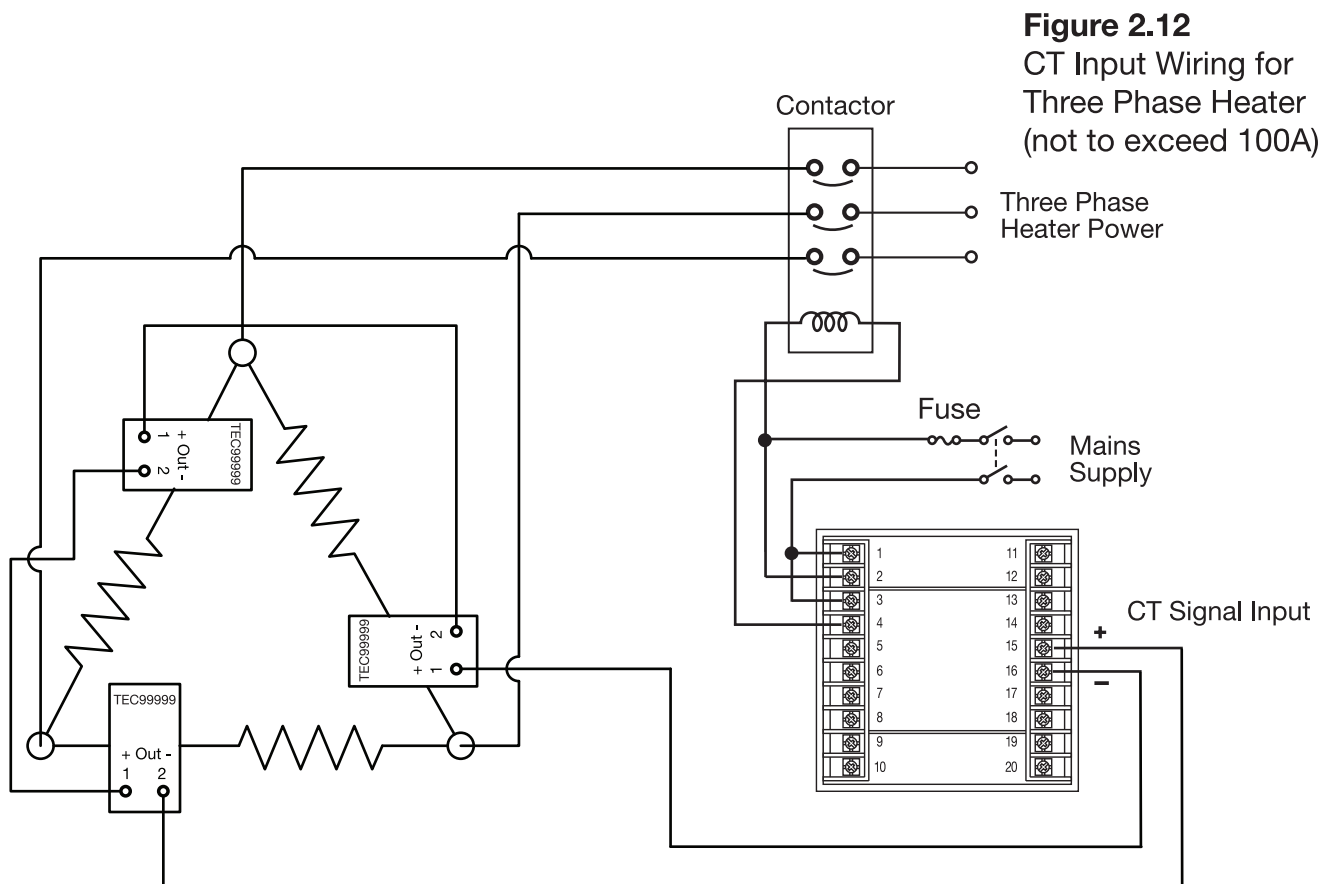 Figure 2.12
CT Input Wiring for
Three Phase Heater
(not to exceed 100A)
Contactor
Three Phase
Heater Power
Fuse
Mains
Supply
1
2
+ Out -
TEC99999
TEC99999
+ Out -
1
2
TEC99999
+ Out -
1 2
1 11
2 12
3 13
4 14
5 15
6 16
7 17
8 18
9 19
10 20
CT Signal Input
+
−